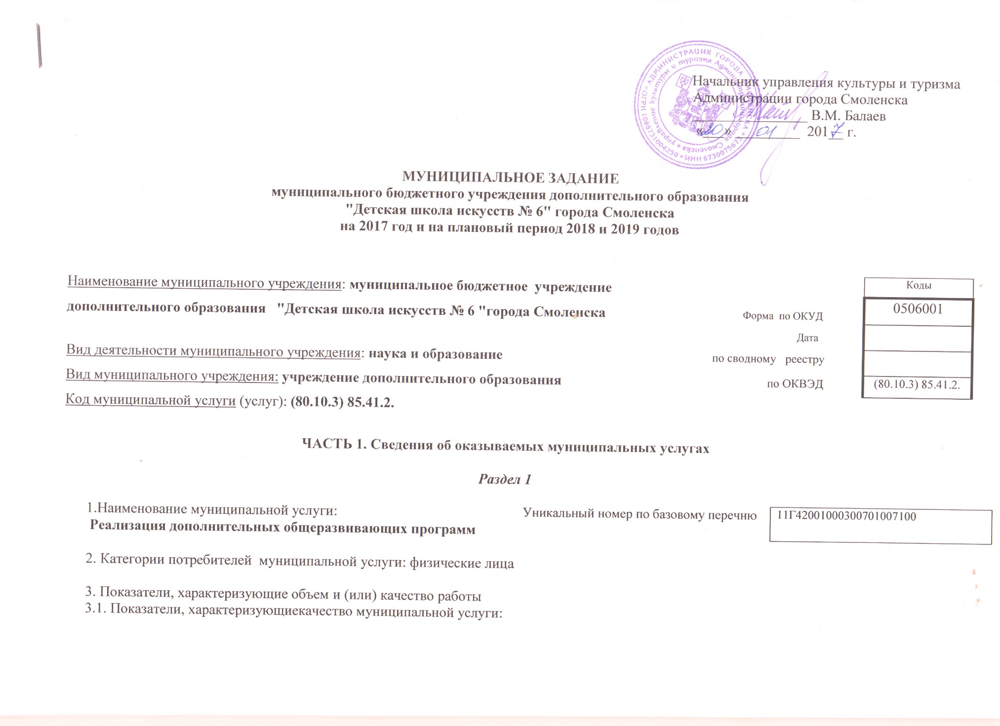 АДМИНИСТРАЦИЯ ГОРОДА СМОЛЕНСКА * ИНН 6730075673 * ОГРН 1086731004250 *
управление культуры и туризма Администрации города Смоленска *
Начальник управления культуры и туризма
Администрации города Смоленска
________________ В.М. Балаев
«20» 01 2017 г.
МУНИЦИПАЛЬНОЕ ЗАДАНИЕ
муниципального бюджетного учреждения дополнительного образования
"Детская школа искусств № 6" города Смоленска
на 2017 год и на плановый период 2018 и 2019 годов
Наименование муниципального учреждения: муниципальное бюджетное учреждение
дополнительного образования "Детская школа искусств № 6 "города Смоленска
Вид деятельности муниципального учреждения: наука и образование
Вид муниципального учреждения: учреждение дополнительного образования
Код муниципальной услуги (услуг): (80.10.3) 85.41.2.
Коды
Форма по ОКУД 0506001
Дата
по сводному реестру
по ОКВЭД (80.10.3) 85.41.2.
ЧАСТЬ 1. Сведения об оказываемых муниципальных услугах
Раздел 1
1.Наименование муниципальной услуги:
Реализация дополнительных общеразвивающих программ
Уникальный номер по базовому перечню 11Г42001000300701007100
2. Категории потребителей муниципальной услуги: физические лица
3. Показатели, характеризующие объем и (или) качество работы
3.1. Показатели, характеризующиекачество муниципальной услуги: